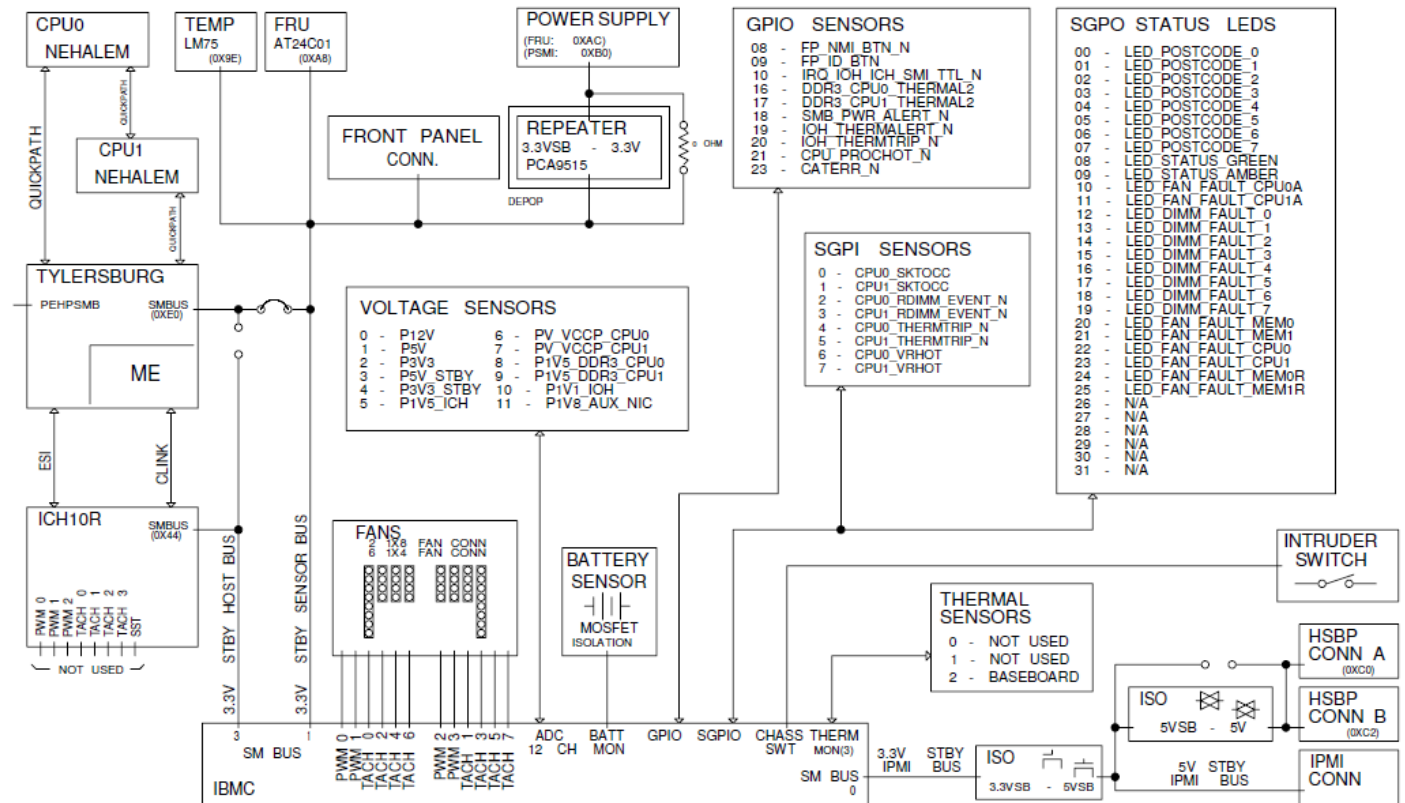 CPU0
NEHALEM
TEMP
LM75
(0X9E)
FRU
AT24C01
(0XA8)
POWER SUPPLY
(FRU: 0XAC)
(PSMI: 0XB0)
GPIO SENSORS
08 - FP_NMI_BTN_N
09 - FP_ID_BTN
10 - IRQ_IOH_ICH_SMI_TTL_N
16 - DDR3_CPU0_THERMAL2
17 - DDR3_CPU1_THERMAL2
18 - SMB_PWR_ALERT_N
19 - IOH_THERMALERT_N
20 - IOH_THERMTRIP_N
21 - CPU_PROCHOT_N
23 - CATERR_N
SGPO STATUS LEDS
00 - LED_POSTCODE_0
01 - LED_POSTCODE_1
02 - LED_POSTCODE_2
03 - LED_POSTCODE_3
04 - LED_POSTCODE_4
05 - LED_POSTCODE_5
06 - LED_POSTCODE_6
07 - LED_POSTCODE_7
08 - LED_STATUS_GREEN
09 - LED_STATUS_AMBER
10 - LED_FAN_FAULT_CPU0A
11 - LED_FAN_FAULT_CPU1A
12 - LED_DIMM_FAULT_0
13 - LED_DIMM_FAULT_1
14 - LED_DIMM_FAULT_2
15 - LED_DIMM_FAULT_3
16 - LED_DIMM_FAULT_4
17 - LED_DIMM_FAULT_5
18 - LED_DIMM_FAULT_6
19 - LED_DIMM_FAULT_7
20 - LED_FAN_FAULT_MEM0
21 - LED_FAN_FAULT_MEM1
22 - LED_FAN_FAULT_CPU0
23 - LED_FAN_FAULT_CPU1
24 - LED_FAN_FAULT_MEM0R
25 - LED_FAN_FAULT_MEM1R
26 - N/A
27 - N/A
28 - N/A
29 - N/A
30 - N/A
31 - N/A
QUICKPATH
QUICKPATH
CPU1
NEHALEM
QUICKPATH
FRONT PANEL
CONN.
REPEATER
3.3VSB - 3.3V
PCA9515
DEPOP
0 OHM
SGPI SENSORS
0 - CPU0_SKTOCC
1 - CPU1_SKTOCC
2 - CPU0_RDIMM_EVENT_N
3 - CPU1_RDIMM_EVENT_N
4 - CPU0_THERMTRIP_N
5 - CPU1_THERMTRIP_N
6 - CPU0_VRHOT
7 - CPU1_VRHOT
TYLERSBURG
PEHPSMB
SMBUS
(0XE0)
ME
VOLTAGE SENSORS
0 - P12V
1 - P5V
2 - P3V3
3 - P5V_STBY
4 - P3V3_STBY
5 - P1V5_ICH
6 - PV_VCCP_CPU0
7 - PV_VCCP_CPU1
8 - P1V5_DDR3_CPU0
9 - P1V5_DDR3_CPU1
10 - P1V1_IOH
11 - P1V8_AUX_NIC
ESI
CLINK
ICH10R
SMBUS
(0X44)
PWM 0
PWM 1
PWM 2
TACH 0
TACH 1
TACH 2
TACH 3
SST
NOT USED
3.3V STBY HOST BUS
3.3V STBY SENSOR BUS
FANS
2 1X8 FAN CONN
6 1X4 FAN CONN
BATTERY
SENSOR
MOSFET
ISOLATION
INTRUDER
SWITCH
THERMAL
SENSORS
0 - NOT USED
1 - NOT USED
2 - BASEBOARD
HSBP
CONN A
(0XC0)
HSBP
CONN B
(0XC2)
IPMI
CONN
ISO
5VSB - 5V
ISO
3.3VSB - 5VSB
3.3V STBY
IPMI BUS
5V STBY
IPMI BUS
3
1
SM BUS
IBMC
PWM 0
PWM 1
TACH 0
TACH 2
TACH 4
TACH 6
PWM 2
PWM 3
TACH 1
TACH 3
TACH 5
TACH 7
ADC
12 CH
BATT
MON
GPIO
SGPIO
CHASS
SWT
THERM
MON(3)
SM BUS
0